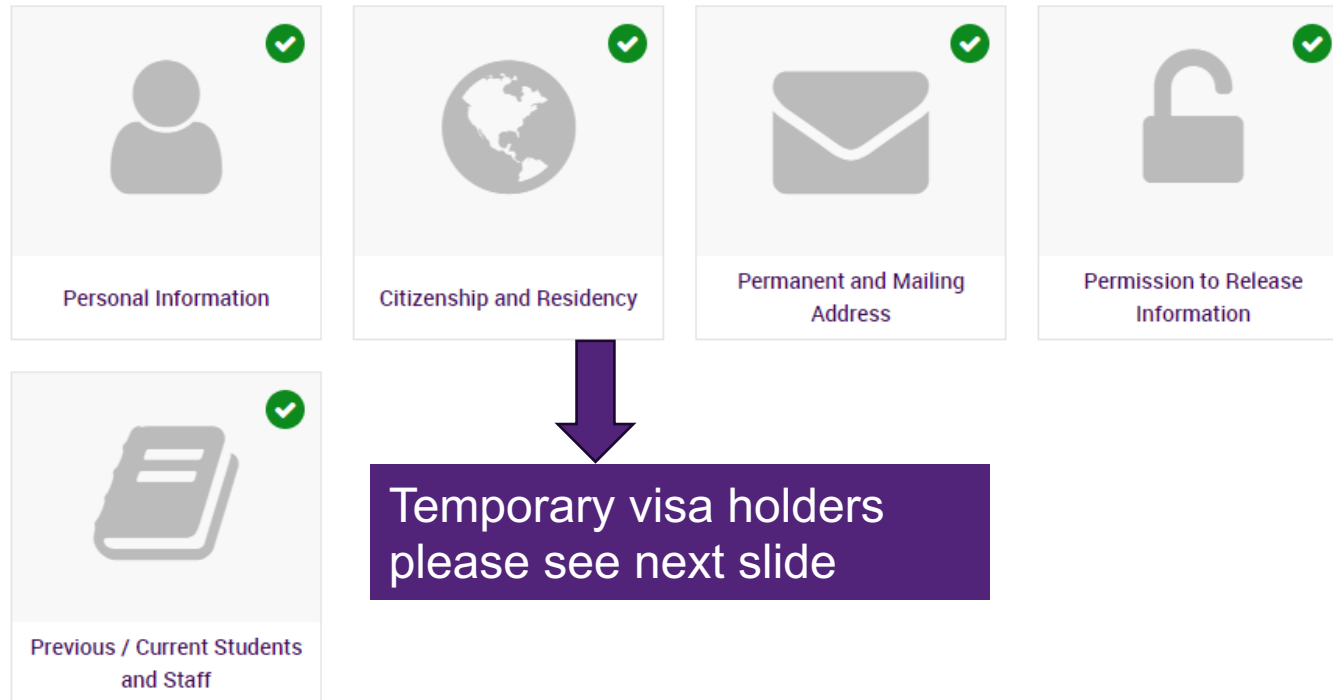 Personal Information
Citizenship and Residency
Permanent and Mailing
Address
Permission to Release
Information
Temporary visa holders
please see next slide
Previous / Current Students
and Staff